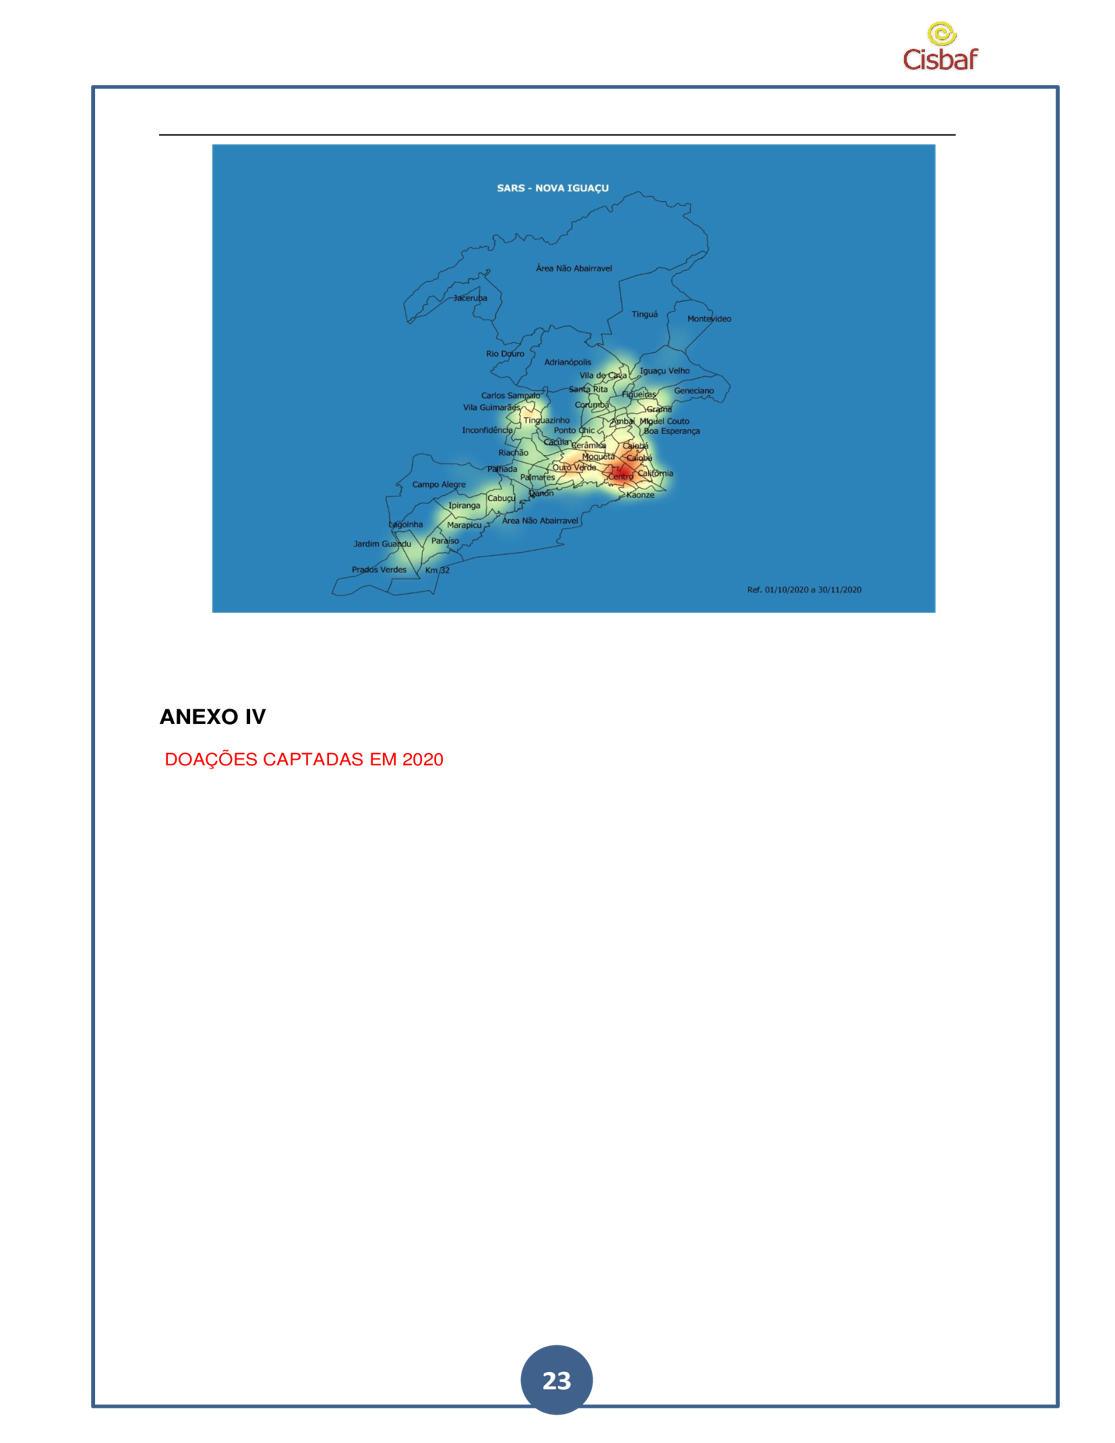 Cisbaf
SARS - NOVA IGUAÇU
Área Não Abairravel
Jaceruba
Tinguá
Montevideo
Rio Douro
Adrianópolis
Vila de Cava
Iguaçu Velho
Santa Rita
Figueiras
Geneciano
Carlos Sampaio
Vila Guimarães
Corumbá
Grama
Tinguazinho
Ambaí
Miguel Couto
Inconfidência
Ponto Chic
Boa Esperança
Cacuia
Cerâmica
Caioba
Riachão
Moquetá
Caioba
Palhada
Ouro Verde
Palmares
Centro
Califórnia
Campo Alegre
Cabuçu
Danon
Kaonze
Ipiranga
Lagoinha
Marapicu
Área Não Abairravel
Jardim Guandu
Paraíso
Prados Verdes
Km 32
Ref. 01/10/2020 a 30/11/2020
ANEXO IV
DOAÇÕES CAPTADAS EM 2020
23